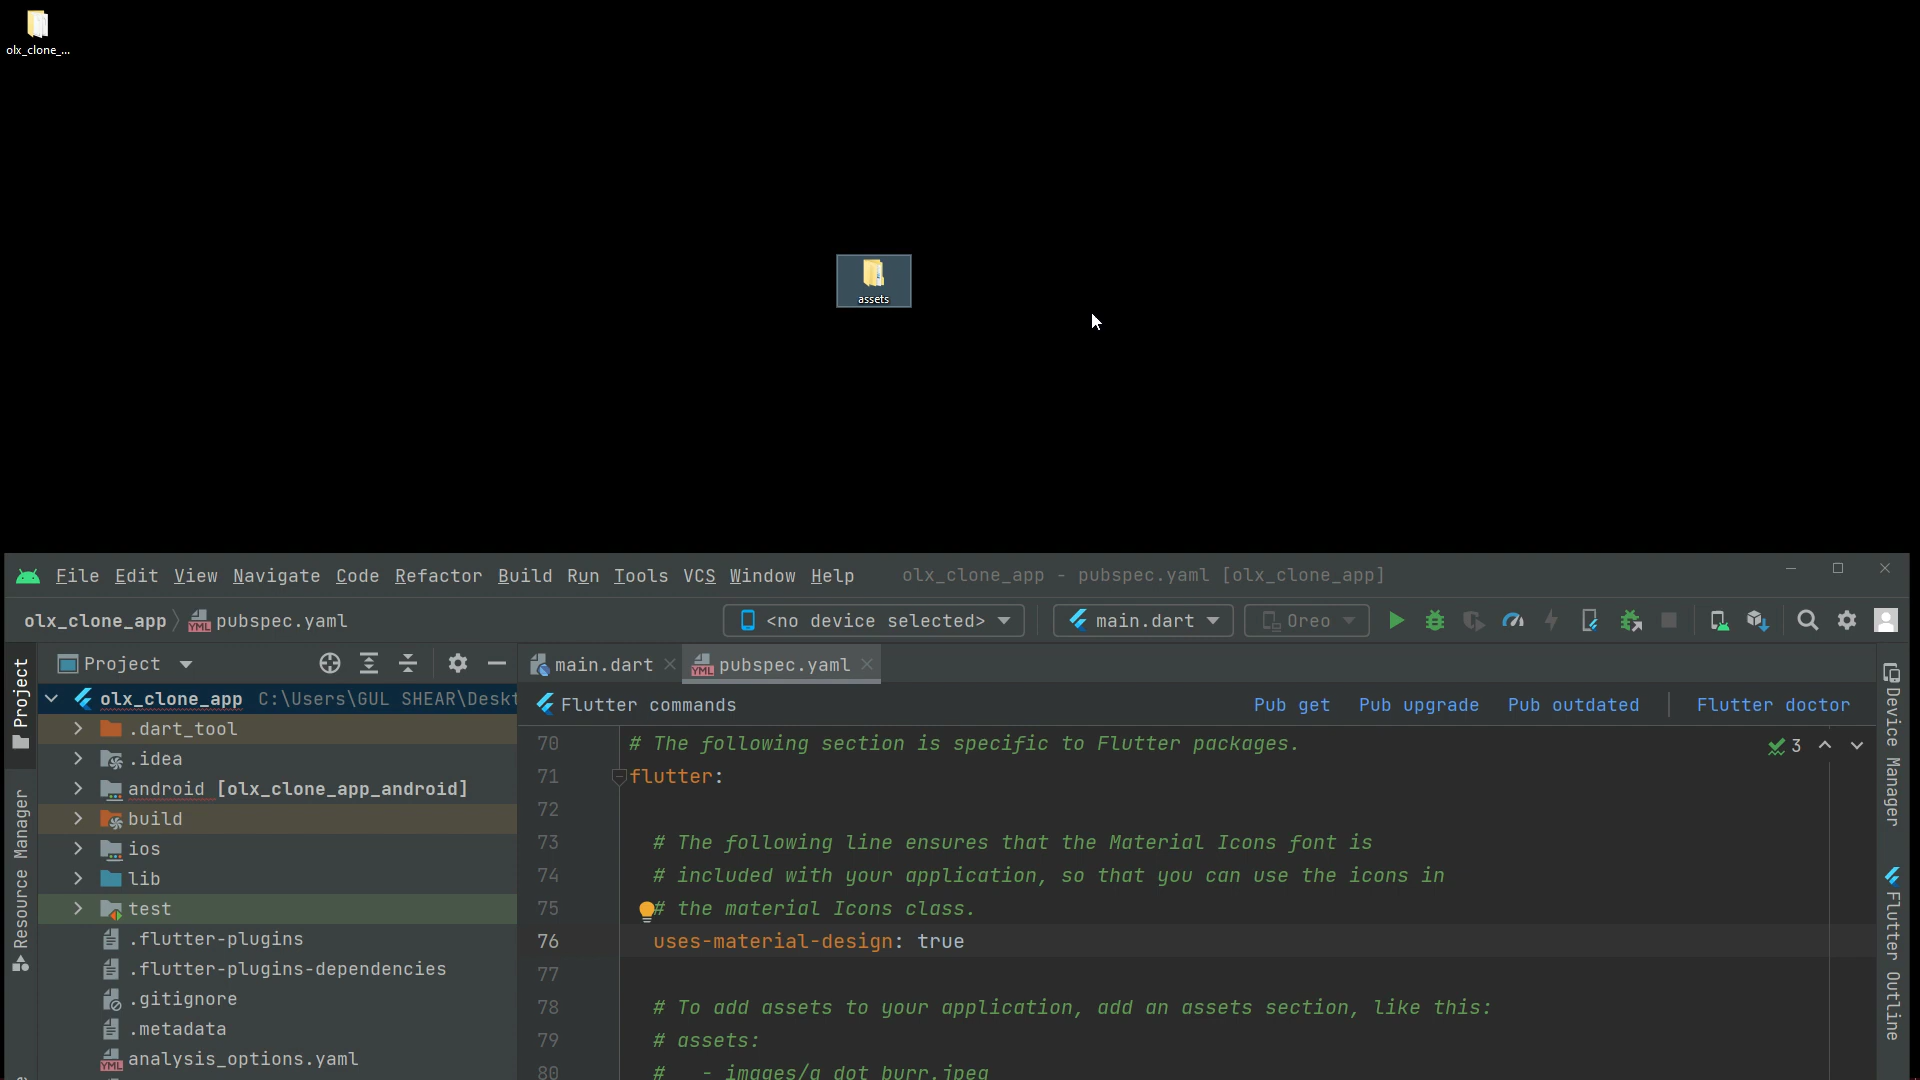 olx_clone_...
assets
File Edit View Navigate Code Refactor Build Run Tools VCS Window Help olx_clone_app - pubspec.yaml [olx_clone_app]
olx_clone_app pubspec.yaml <no device selected> main.dart Oreo
Project
Resource Manager
Project
olx_clone_app C:\Users\GUL SHEAR\Deskt
.dart_tool
.idea
android [olx_clone_app_android]
build
ios
lib
test
.flutter-plugins
.flutter-plugins-dependencies
.gitignore
.metadata
analysis_options.yaml
main.dart pubspec.yaml
Flutter commands Pub get Pub upgrade Pub outdated Flutter doctor
3
70 # The following section is specific to Flutter packages.
71 flutter:
72
73 # The following line ensures that the Material Icons font is
74 # included with your application, so that you can use the icons in
75 # the material Icons class.
76 uses-material-design: true
77
78 # To add assets to your application, add an assets section, like this:
79 # assets:
80 # - images/a_dot_burr.jpeg
Device Manager
Flutter Outline